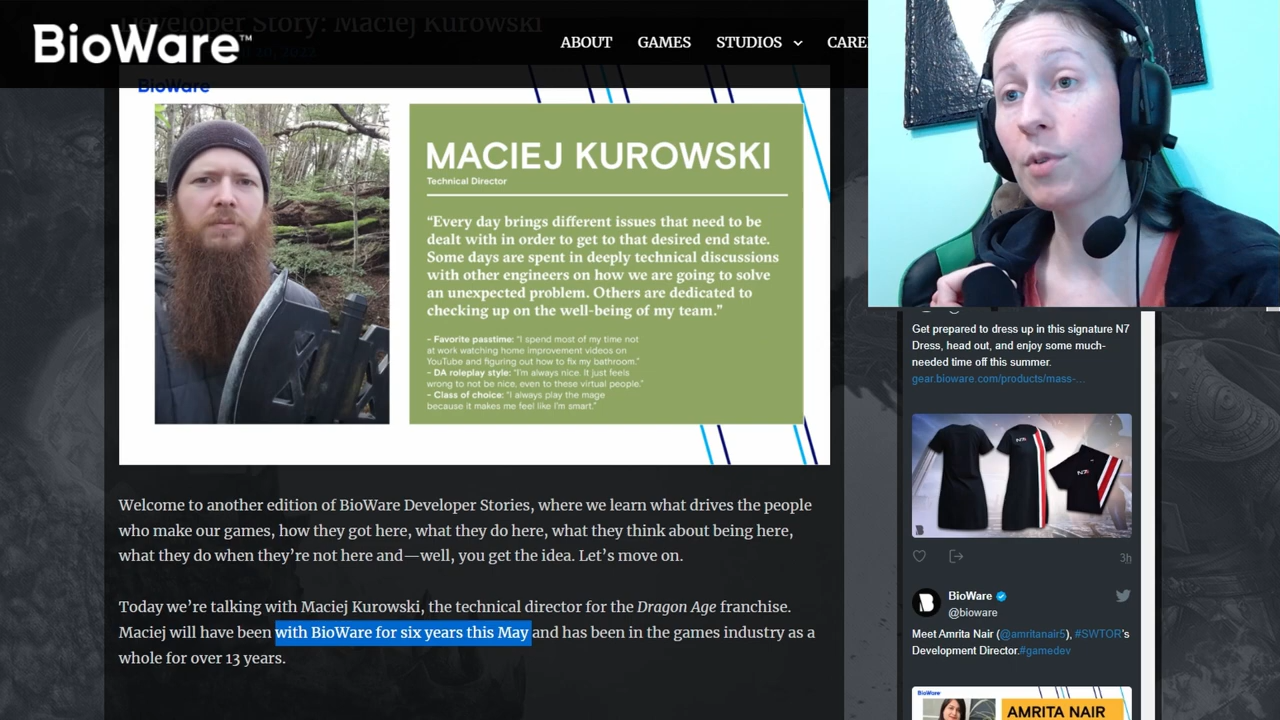 Developer Story: Maciej Kurowski
BioWare™
ABOUT
GAMES
STUDIOS
BioWare
MACIEJ KUROWSKI
Technical Director
“Every day brings different issues that need to be
dealt with in order to get to that desired end state.
Some days are spent in deeply technical discussions
with other engineers on how we are going to solve
an unexpected problem. Others are dedicated to
checking up on the well-being of my team.”
- Favorite passtime: “I spend most of my time not
at work watching home improvement videos on
YouTube and figuring out how to fix my bathroom.”
- DA roleplay style: “I’m always nice. It just feels
wrong to not be nice, even to these virtual people.”
- Class of choice: “I always play the mage
because it makes me feel like I’m smart.”
Welcome to another edition of BioWare Developer Stories, where we learn what drives the people
who make our games, how they got here, what they do here, what they think about being here,
what they do when they’re not here and—well, you get the idea. Let’s move on.
Today we’re talking with Maciej Kurowski, the technical director for the Dragon Age franchise.
Maciej will have been with BioWare for six years this May and has been in the games industry as a
whole for over 13 years.
Get prepared to dress up in this signature N7
Dress, head out, and enjoy some much-
needed time off this summer.
gear.bioware.com/products/mass-...
N7
N7
3h
BioWare
@bioware
Meet Amrita Nair (@amritanair5), #SWTOR's
Development Director.#gamedev
BioWare
AMRITA NAIR